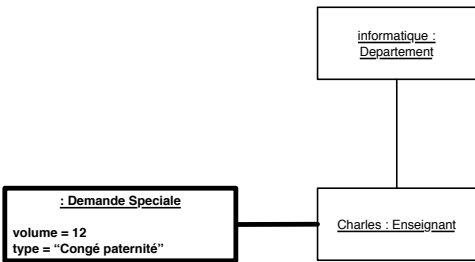 informatique :
Departement
: Demande Speciale
volume = 12
type = “Congé paternité”
Charles : Enseignant